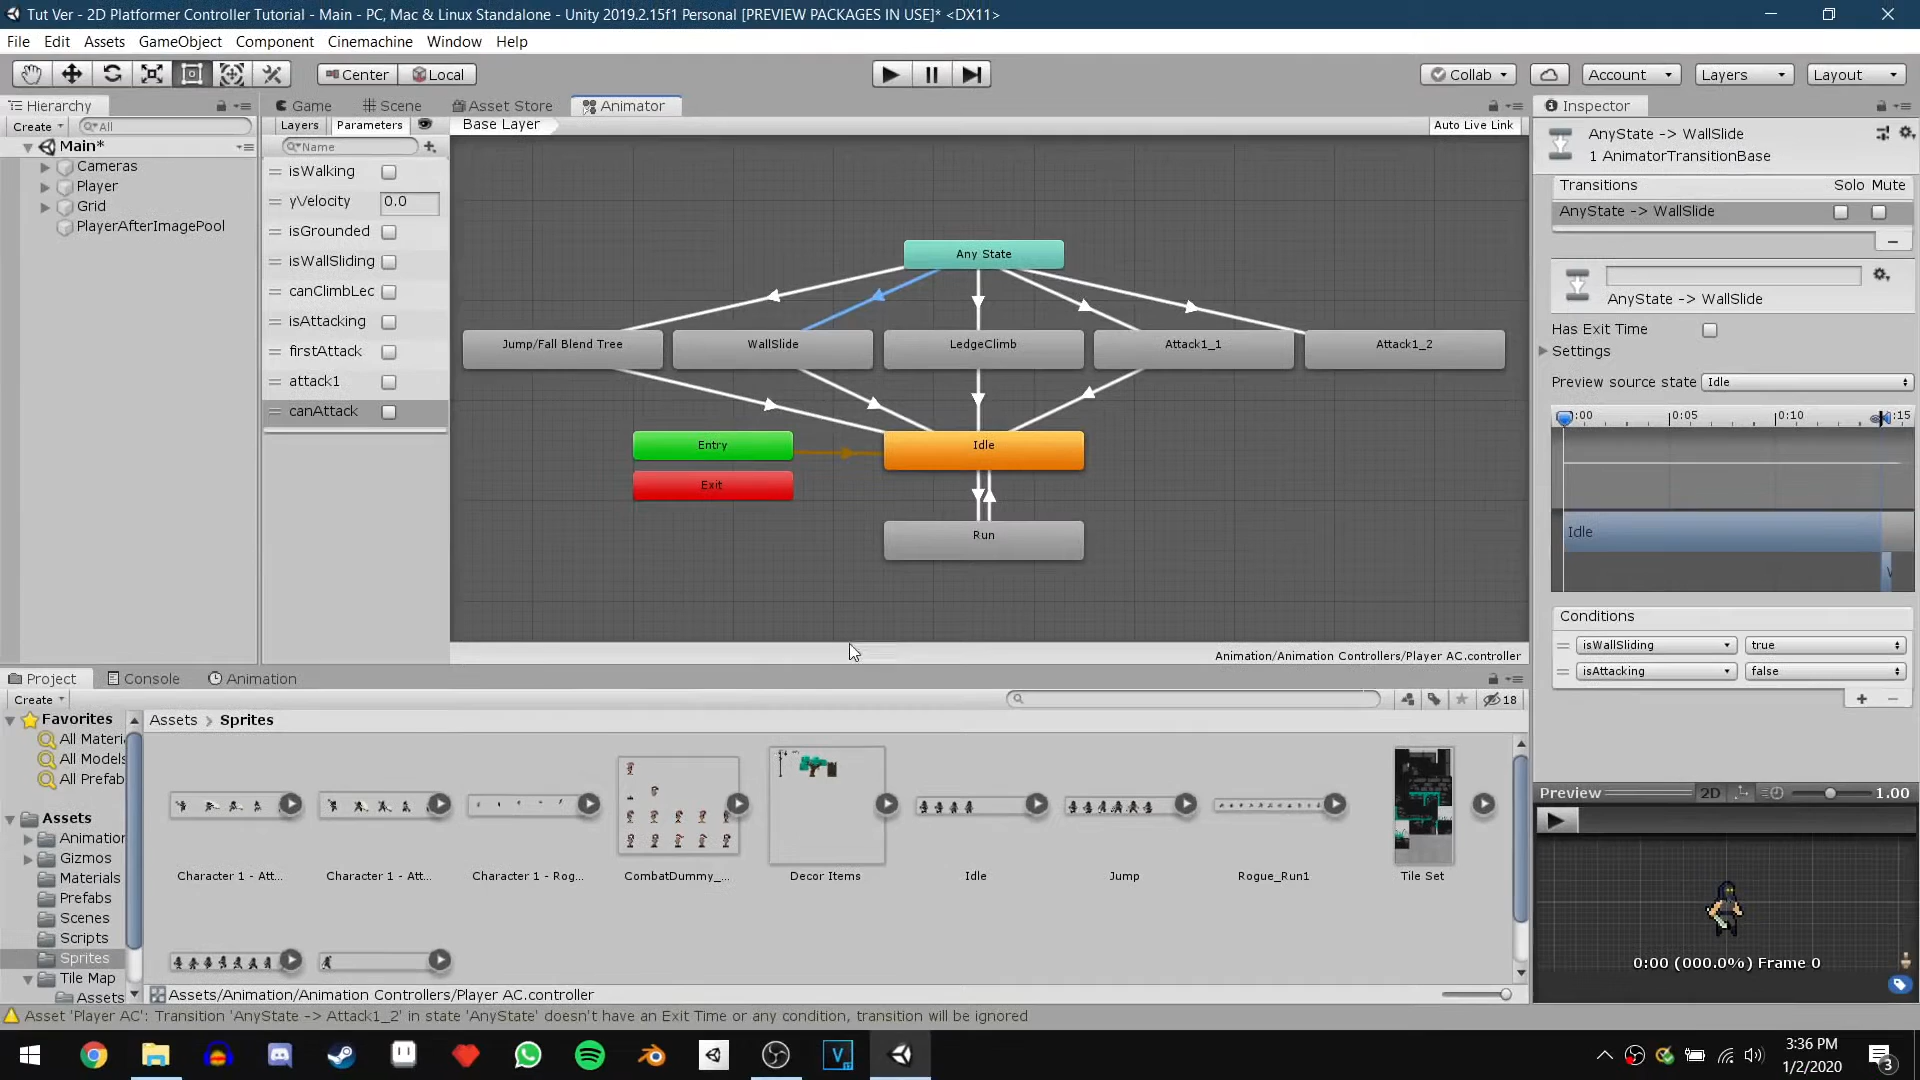 Tut Ver - 2D Platformer Controller Tutorial - Main - PC, Mac & Linux Standalone - Unity 2019.2.15f1 Personal [PREVIEW PACKAGES IN USE]* <DX11>
File Edit Assets GameObject Component Cinemachine Window Help
Center Local Collab Account Layers Layout
Hierarchy Game Scene Asset Store Animator Inspector
Create All Layers Parameters Base Layer Auto Live Link
Name
Main*
Cameras
Player
Grid
PlayerAfterImagePool
isWalking
yVelocity 0.0
isGrounded
isWallSliding
canClimbLec
isAttacking
firstAttack
attack1
canAttack
Any State
Jump/Fall Blend Tree WallSlide LedgeClimb Attack1_1 Attack1_2
Entry Idle
Exit
Run
Animation/Animation Controllers/Player AC.controller
AnyState -> WallSlide
1 AnimatorTransitionBase
Transitions Solo Mute
AnyState -> WallSlide
AnyState -> WallSlide
Has Exit Time
Settings
Preview source state Idle
:00 0:05 0:10 :15
Idle
Conditions
isWallSliding true
isAttacking false
Preview 2D 1.00
0:00 (000.0%) Frame 0
Project Console Animation
Create 18
Favorites
All Materi
All Models
All Prefab
Assets
Animation
Gizmos
Materials
Prefabs
Scenes
Scripts
Sprites
Tile Map
Assets
Assets > Sprites
Character 1 - Att... Character 1 - Att... Character 1 - Rog... CombatDummy_... Decor Items Idle Jump Rogue_Run1 Tile Set
Assets/Animation/Animation Controllers/Player AC.controller
Asset 'Player AC': Transition 'AnyState -> Attack1_2' in state 'AnyState' doesn't have an Exit Time or any condition, transition will be ignored
3:36 PM
1/2/2020
3